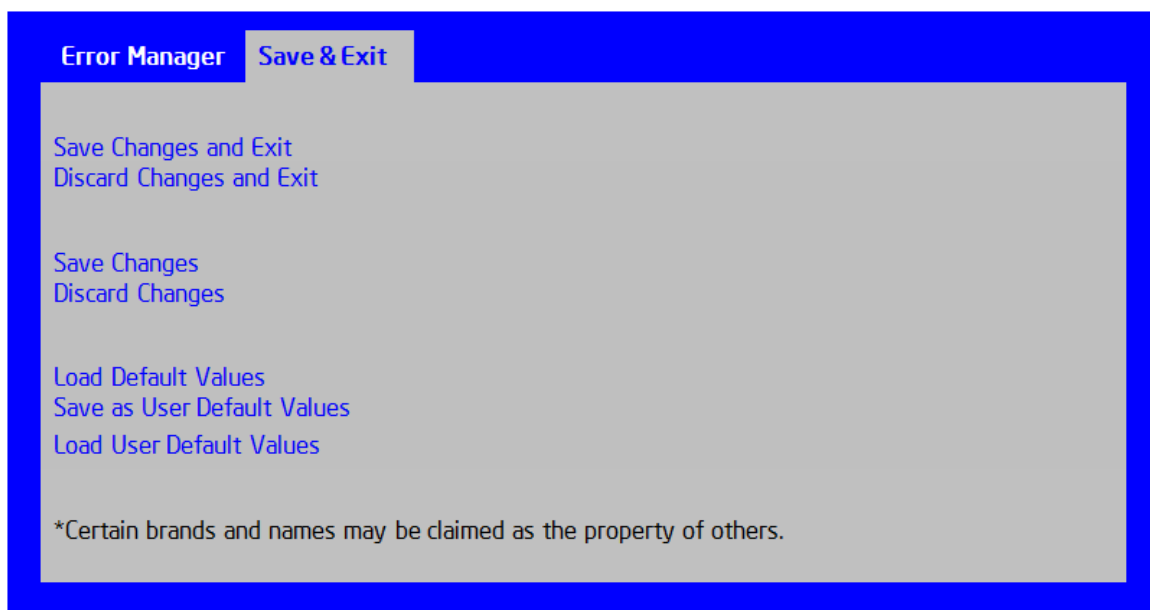 Error Manager Save & Exit
Save Changes and Exit
Discard Changes and Exit
Save Changes
Discard Changes
Load Default Values
Save as User Default Values
Load User Default Values
*Certain brands and names may be claimed as the property of others.